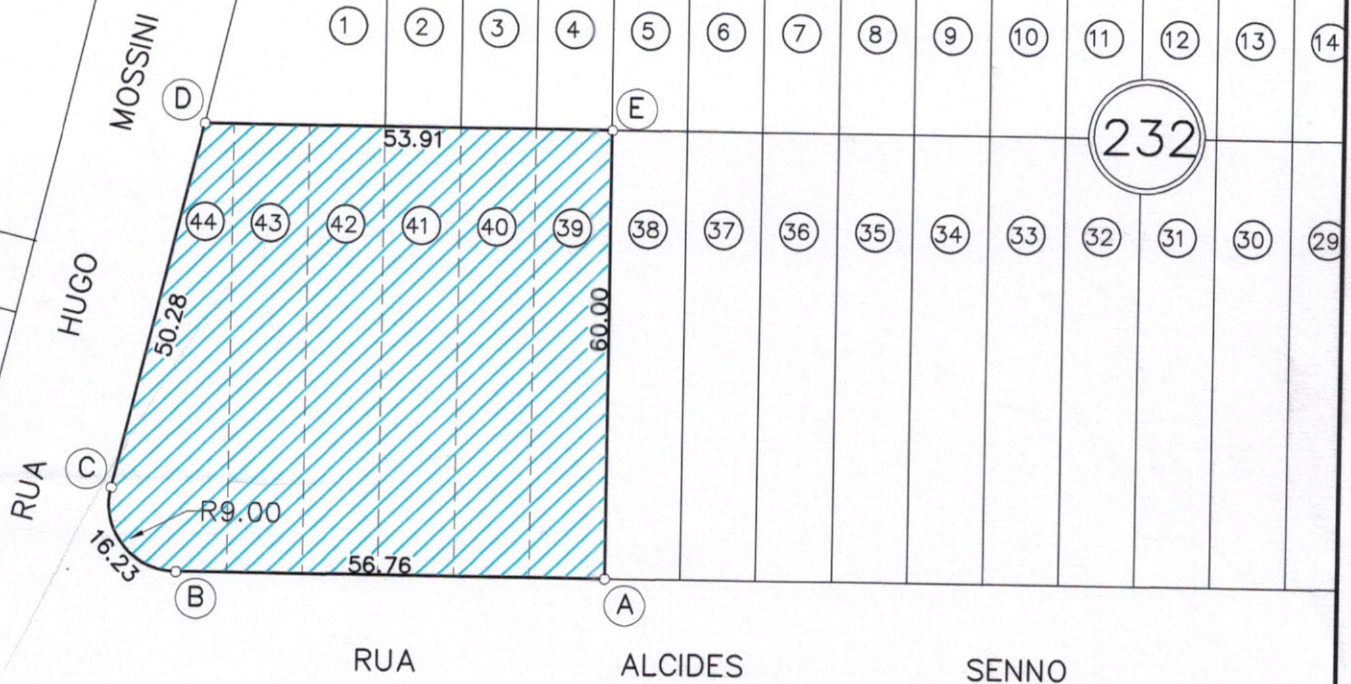 1 2 3 4 5 6 7 8 9 10 11 12 13 14
MOSSINI
D
E
232
53.91
44 43 42 41 40 39 38 37 36 35 34 33 32 31 30 29
HUGO
50.28
60.00
C
RUA
R9.00
16.23
56.76
B
A
RUA ALCIDES SENNO